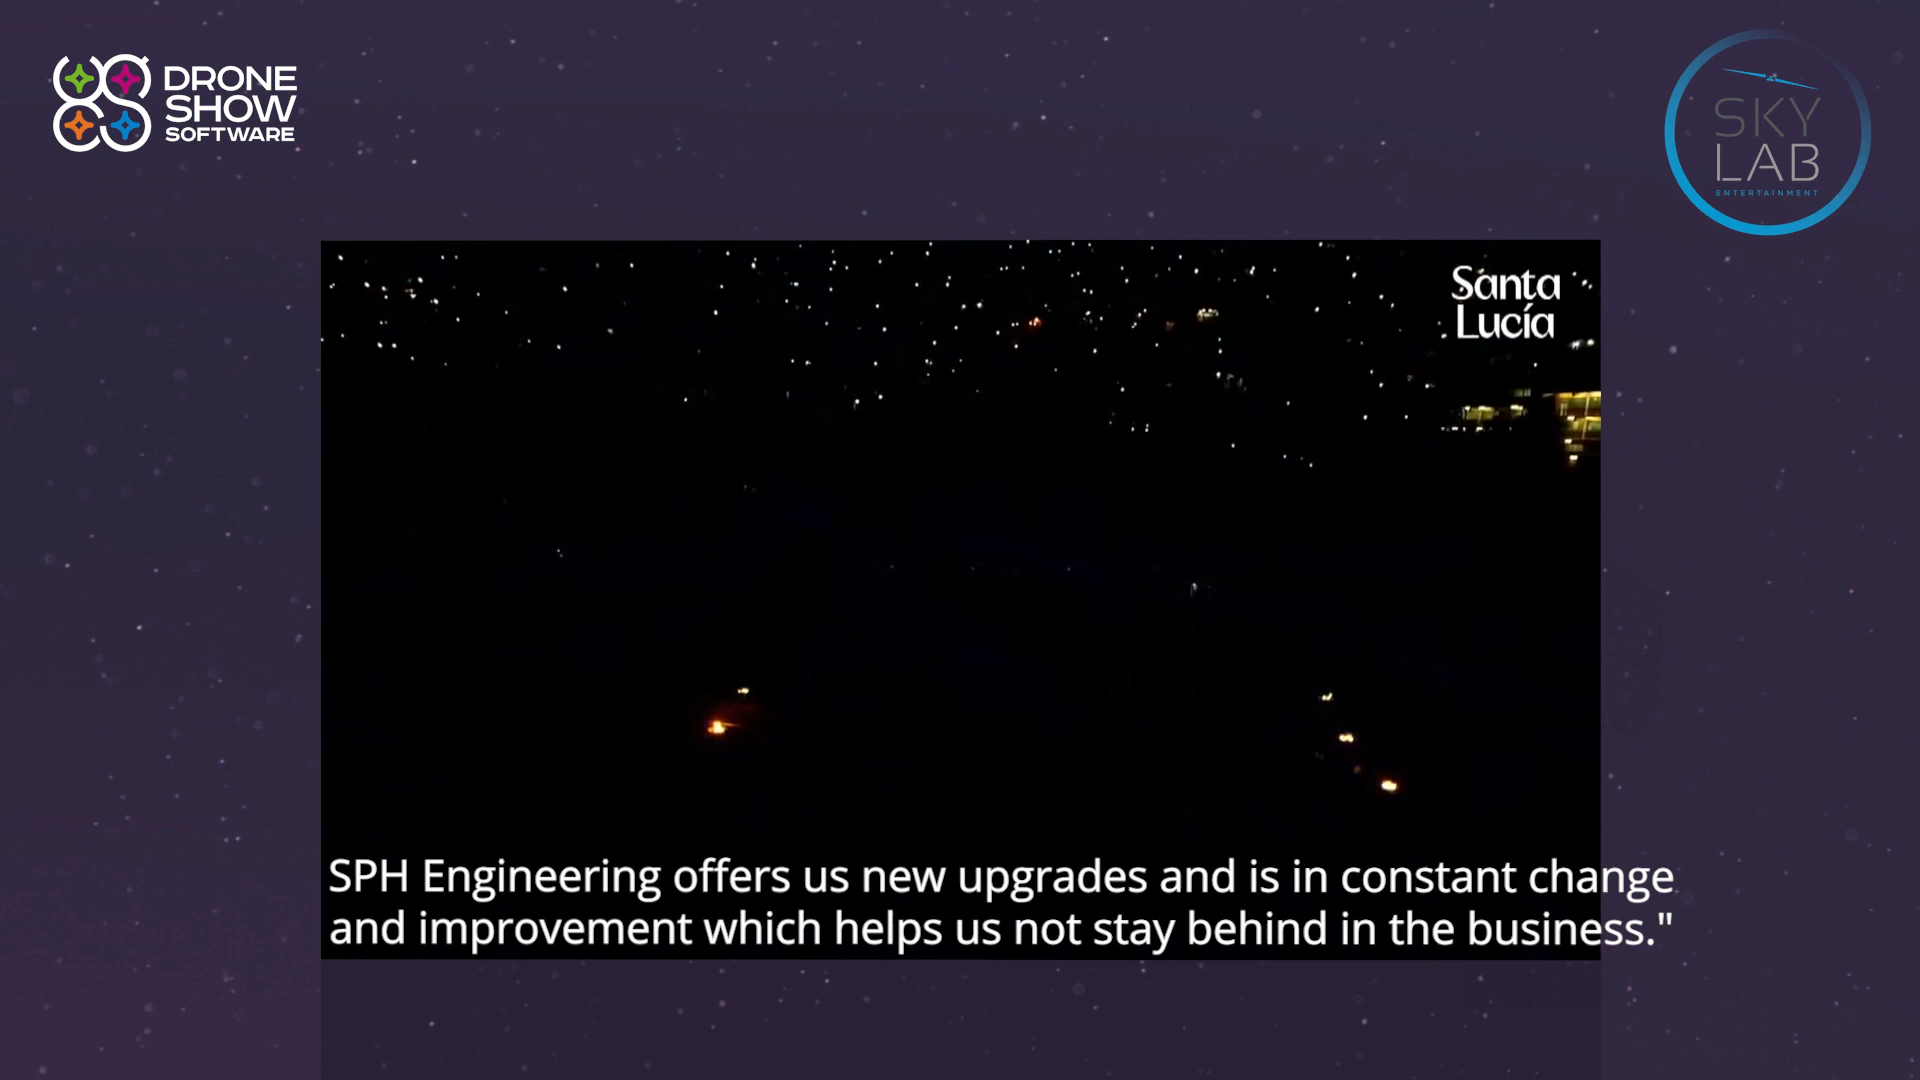 DRONE
SHOW
SOFTWARE
SKY
LAB
ENTERTAINMENT
Santa
Lucía
SPH Engineering offers us new upgrades and is in constant change
and improvement which helps us not stay behind in the business."